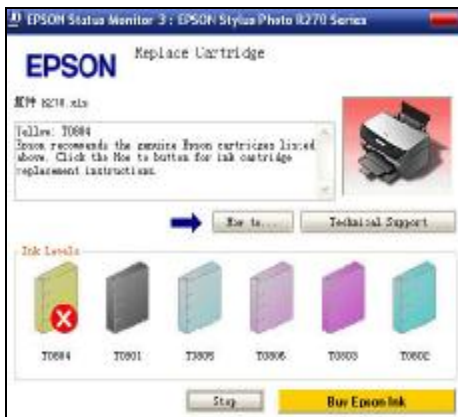 EPSON Status Monitor 3 : EPSON Stylus Photo R270 Series
EPSON
Replace Cartridge
R270.xls
Yellow: T0804
Epson recommends the genuine Epson cartridges listed
above. Click the How to button for ink cartridge
replacement instructions.
How to...
Technical Support
Ink Levels
T0804
T0801
T0805
T0806
T0803
T0802
Stop
Buy Epson Ink